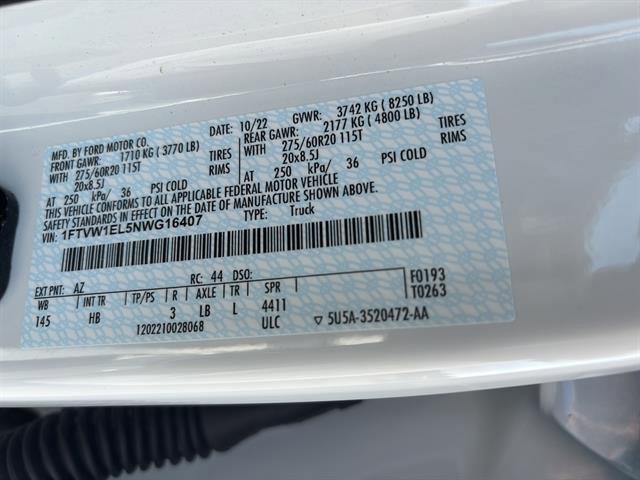 MFD. BY FORD MOTOR CO. DATE: 10/22 GVWR: 3742 KG ( 8250 LB)
FRONT GAWR: 1710 KG ( 3770 LB) REAR GAWR: 2177 KG ( 4800 LB)
WITH 275/60R20 115T TIRES WITH 275/60R20 115T TIRES
20x8.5J RIMS 20x8.5J RIMS
AT 250 kPa/ 36 PSI COLD AT 250 kPa/ 36 PSI COLD
THIS VEHICLE CONFORMS TO ALL APPLICABLE FEDERAL MOTOR VEHICLE
SAFETY STANDARDS IN EFFECT ON THE DATE OF MANUFACTURE SHOWN ABOVE.
VIN: 1FTVW1EL5NWG16407 TYPE: Truck
EXT PNT: AZ RC: 44 DSO: F0193
WB INT TR TP/PS R AXLE TR SPR T0263
145 HB 3 LB L 4411
1202210028068 ULC ▽ 5U5A-3520472-AA